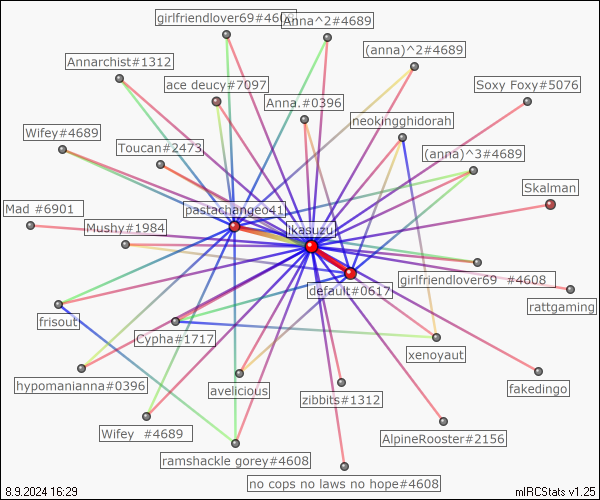 girlfriendlover69#4608
Anna^2#4689
(anna)^2#4689
Annarchist#1312
ace deucy#7097
Soxy Foxy#5076
Anna.#0396
neokingghidorah
Wifey#4689
Toucan#2473
(anna)^3#4689
Skalman
Mad #6901
pastachangeo41
Mushy#1984
ikasuzu
girlfriendlover69 #4608
default#0617
rattgaming
frisout
Cypha#1717
xenoyaut
hypomanianna#0396
avelicious
fakedingo
zibbits#1312
Wifey #4689
AlpineRooster#2156
ramshackle gorey#4608
no cops no laws no hope#4608
8.9.2024 16:29
mIRCStats v1.25